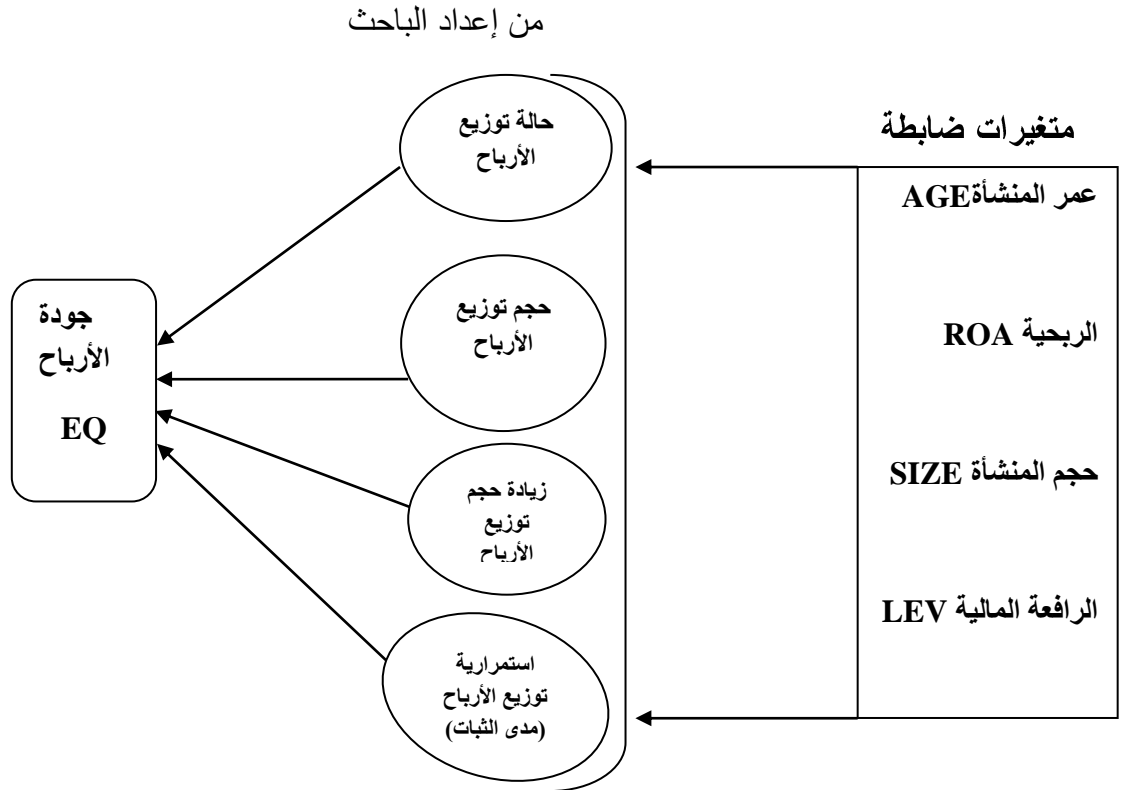 من إعداد الباحث
متغيرات ضابطة
عمر المنشأةAGE
الربحية ROA
حجم المنشأة SIZE
الرافعة المالية LEV
حالة توزيع
الأرباح
حجم توزيع
الأرباح
زيادة حجم
توزيع
الأرباح
استمرارية
توزيع الأرباح
(مدى الثبات)
جودة
الأرباح
EQ